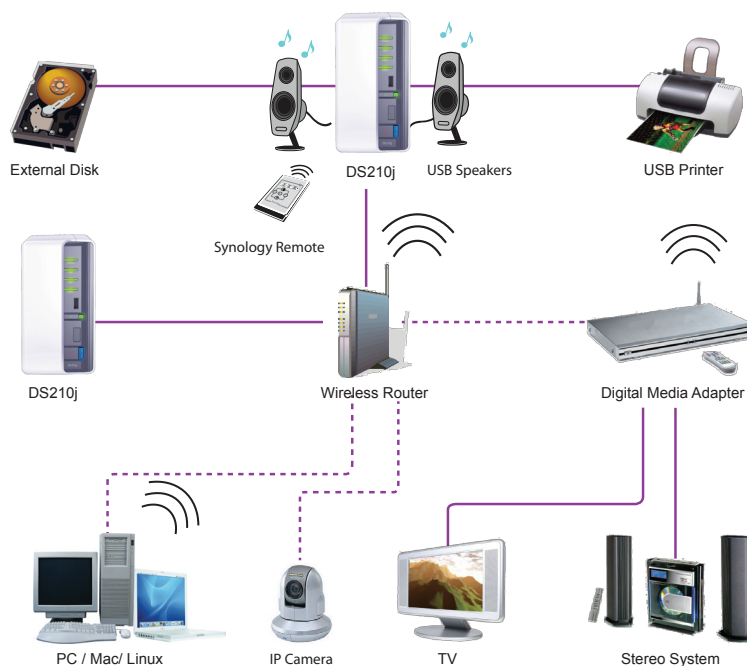 External Disk
DS210j
USB Speakers
USB Printer
Synology Remote
DS210j
Wireless Router
Digital Media Adapter
PC / Mac/ Linux
IP Camera
TV
Stereo System